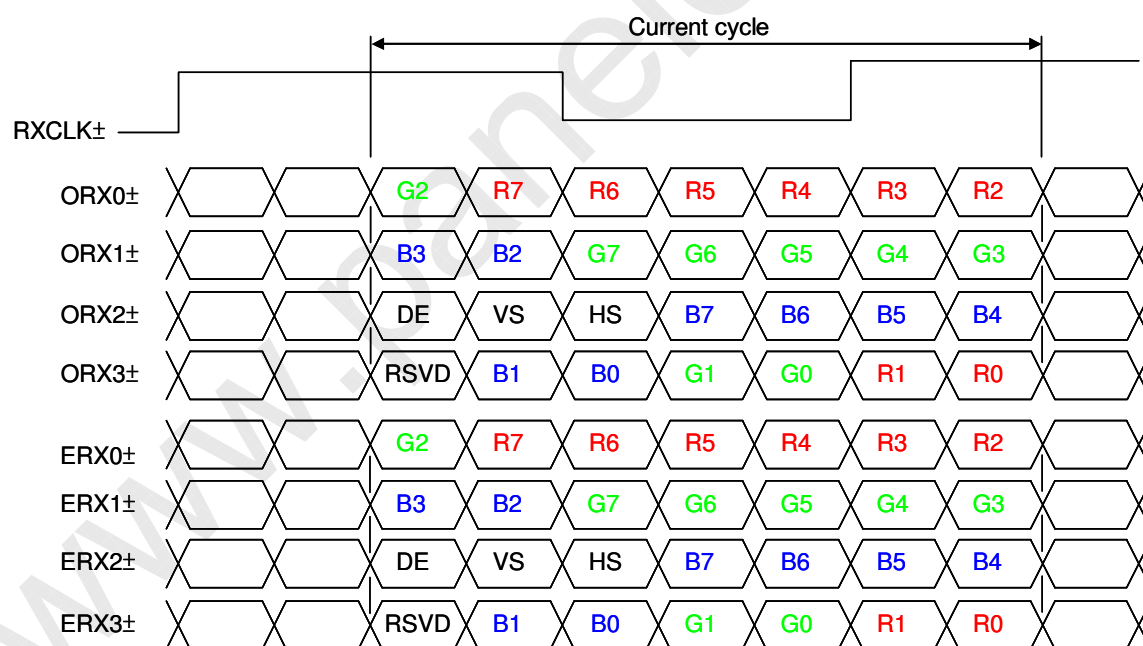 Current cycle
RXCLK±
ORX0± G2 R7 R6 R5 R4 R3 R2
ORX1± B3 B2 G7 G6 G5 G4 G3
ORX2± DE VS HS B7 B6 B5 B4
ORX3± RSVD B1 B0 G1 G0 R1 R0
ERX0± G2 R7 R6 R5 R4 R3 R2
ERX1± B3 B2 G7 G6 G5 G4 G3
ERX2± DE VS HS B7 B6 B5 B4
ERX3± RSVD B1 B0 G1 G0 R1 R0